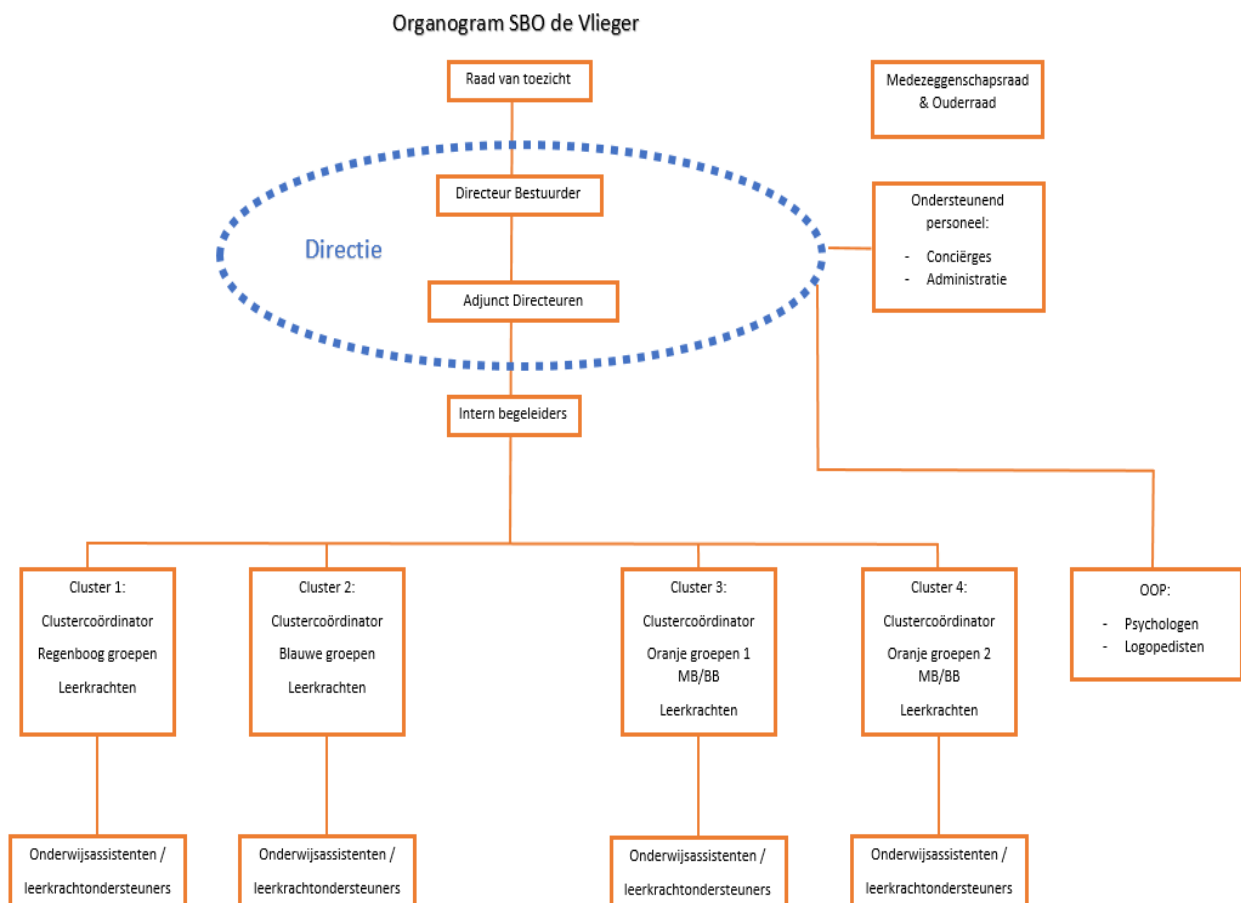 Organogram SBO de Vlieger
Raad van toezicht
Medezeggenschapsraad
& Ouderraad
Directeur Bestuurder
Ondersteunend
personeel:
- Conciërges
- Administratie
Directie
Adjunct Directeuren
Intern begeleiders
Cluster 1:
Clustercoördinator
Regenboog groepen
Leerkrachten
Cluster 2:
Clustercoördinator
Blauwe groepen
Leerkrachten
Cluster 3:
Clustercoördinator
Oranje groepen 1
MB/BB
Leerkrachten
Cluster 4:
Clustercoördinator
Oranje groepen 2
MB/BB
Leerkrachten
OOP:
- Psychologen
- Logopedisten
Onderwijsassistenten /
leerkrachtondersteuners
Onderwijsassistenten /
leerkrachtondersteuners
Onderwijsassistenten /
leerkrachtondersteuners
Onderwijsassistenten /
leerkrachtondersteuners